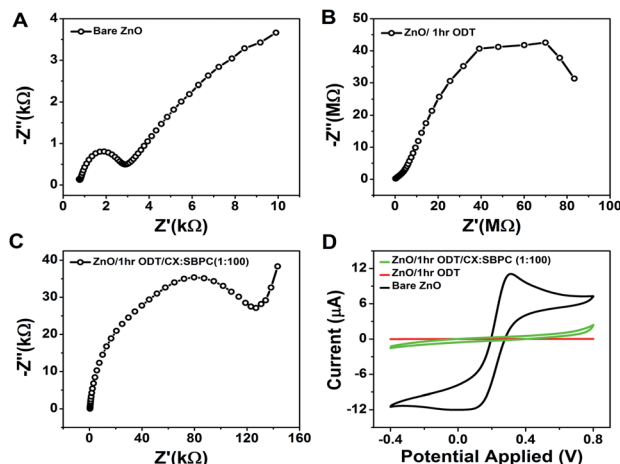 A
Bare ZnO
-Z''(kΩ)
4
3
2
1
0
0 2 4 6 8 10
Z'(kΩ)
B
ZnO/ 1hr ODT
-Z''(MΩ)
50
40
30
20
10
0
0 20 40 60 80 100
Z'(MΩ)
C
ZnO/1hr ODT/CX:SBPC(1:100)
-Z''(kΩ)
50
40
30
20
10
0
0 40 80 120 160
Z'(kΩ)
D
ZnO/1hr ODT/CX:SBPC (1:100)
ZnO/1hr ODT
Bare ZnO
Current (µA)
12
6
0
-6
-12
-0.4 0.0 0.4 0.8
Potential Applied (V)